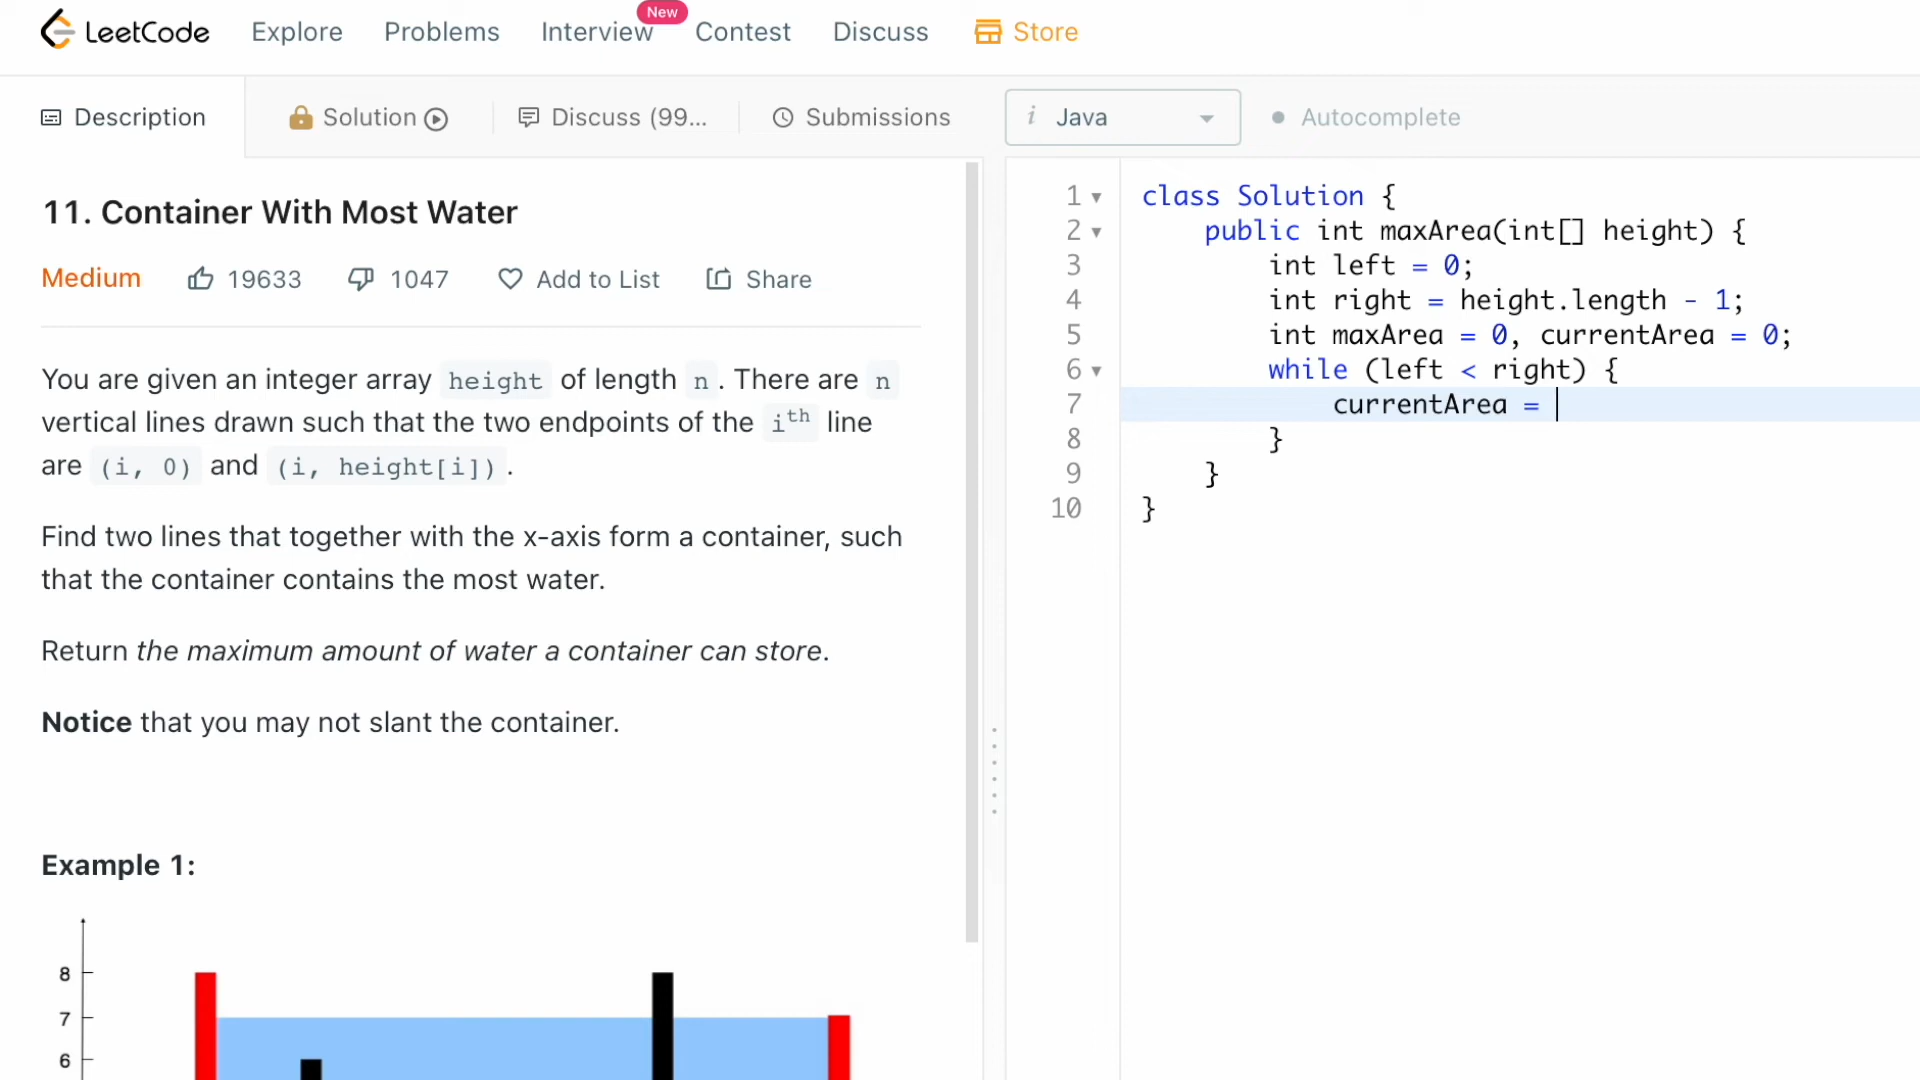 LeetCode Explore Problems Interview New Contest Discuss Store
Description Solution Discuss (99... Submissions i Java Autocomplete
11. Container With Most Water
Medium 19633 1047 Add to List Share
You are given an integer array height of length n. There are n
vertical lines drawn such that the two endpoints of the ith line
are (i, 0) and (i, height[i]).
Find two lines that together with the x-axis form a container, such
that the container contains the most water.
Return the maximum amount of water a container can store.
Notice that you may not slant the container.
Example 1:
8
7
6
1 class Solution {
2 public int maxArea(int[] height) {
3 int left = 0;
4 int right = height.length - 1;
5 int maxArea = 0, currentArea = 0;
6 while (left < right) {
7 currentArea =
8 }
9 }
10 }